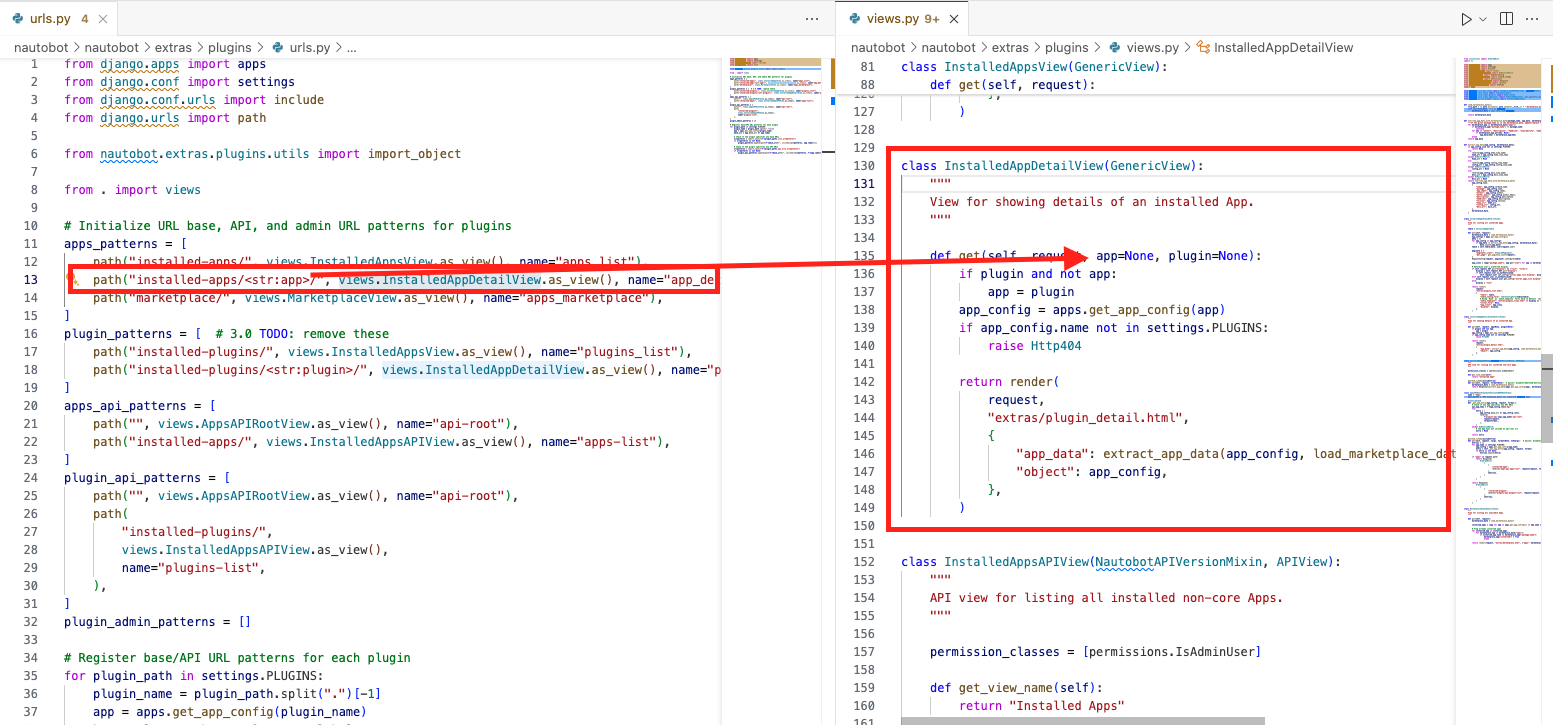 urls.py 4
nautobot > nautobot > extras > plugins > urls.py > ...
1 from django.apps import apps
2 from django.conf import settings
3 from django.conf.urls import include
4 from django.urls import path
5
6 from nautobot.extras.plugins.utils import import_object
7
8 from . import views
9
10 # Initialize URL base, API, and admin URL patterns for plugins
11 apps_patterns = [
12 path("installed-apps/", views.InstalledAppsView.as_view(), name="apps_list"),
13 path("installed-apps/<str:app>/", views.InstalledAppDetailView.as_view(), name="app_de
14 path("marketplace/", views.MarketplaceView.as_view(), name="apps_marketplace"),
15 ]
16 plugin_patterns = [ # 3.0 TODO: remove these
17 path("installed-plugins/", views.InstalledAppsView.as_view(), name="plugins_list"),
18 path("installed-plugins/<str:plugin>/", views.InstalledAppDetailView.as_view(), name="p
19 ]
20 apps_api_patterns = [
21 path("", views.AppsAPIRootView.as_view(), name="api-root"),
22 path("installed-apps/", views.InstalledAppsAPIView.as_view(), name="apps-list"),
23 ]
24 plugin_api_patterns = [
25 path("", views.AppsAPIRootView.as_view(), name="api-root"),
26 path(
27 "installed-plugins/",
28 views.InstalledAppsAPIView.as_view(),
29 name="plugins-list",
30 ),
31 ]
32 plugin_admin_patterns = []
33
34 # Register base/API URL patterns for each plugin
35 for plugin_path in settings.PLUGINS:
36 plugin_name = plugin_path.split(".")[-1]
37 app = apps.get_app_config(plugin_name)
views.py 9+
nautobot > nautobot > extras > plugins > views.py > InstalledAppDetailView
81 class InstalledAppsView(GenericView):
88 def get(self, request):
126 },
127 )
128
129
130 class InstalledAppDetailView(GenericView):
131 """
132 View for showing details of an installed App.
133 """
134
135 def get(self, request, app=None, plugin=None):
136 if plugin and not app:
137 app = plugin
138 app_config = apps.get_app_config(app)
139 if app_config.name not in settings.PLUGINS:
140 raise Http404
141
142 return render(
143 request,
144 "extras/plugin_detail.html",
145 {
146 "app_data": extract_app_data(app_config, load_marketplace_dat
147 "object": app_config,
148 },
149 )
150
151
152 class InstalledAppsAPIView(NautobotAPIVersionMixin, APIView):
153 """
154 API view for listing all installed non-core Apps.
155 """
156
157 permission_classes = [permissions.IsAdminUser]
158
159 def get_view_name(self):
160 return "Installed Apps"
161